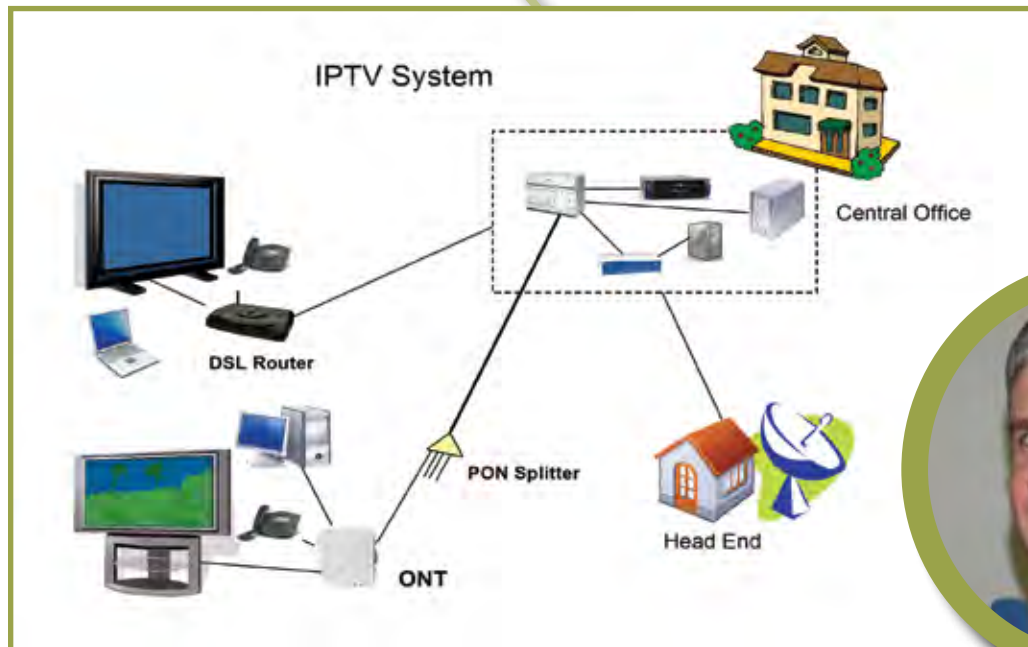 IPTV System
Central Office
DSL Router
PON Splitter
Head End
ONT